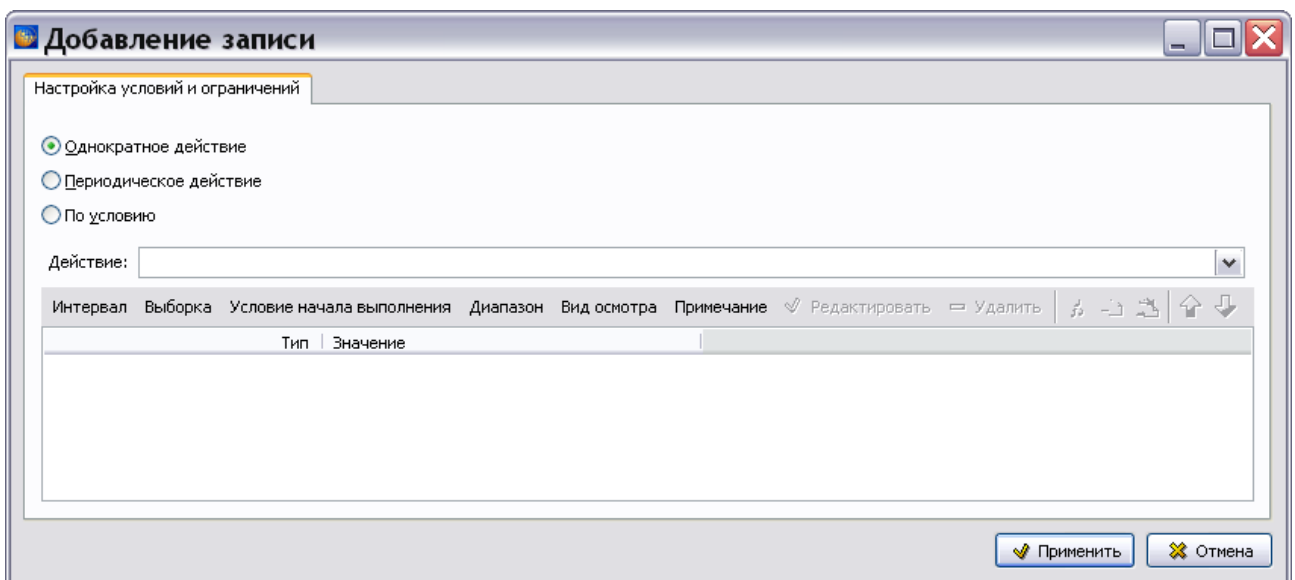 Добавление записи
Настройка условий и ограничений
Однократное действие
Периодическое действие
По условию
Действие:
Интервал Выборка Условие начала выполнения Диапазон Вид осмотра Примечание Редактировать Удалить
Тип Значение
Применить Отмена